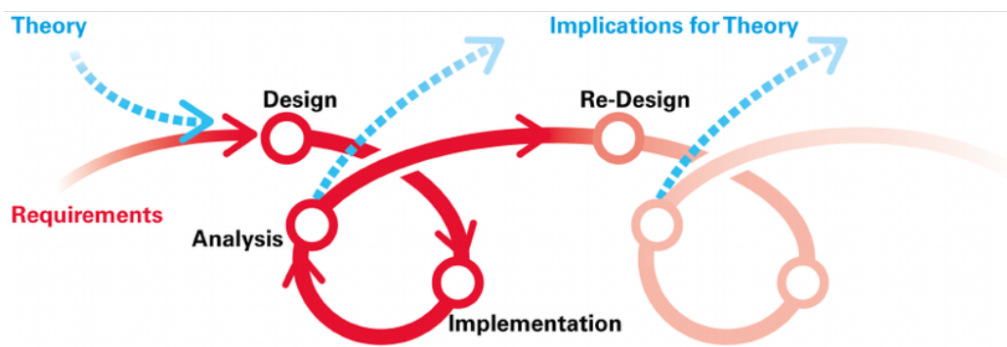 Theory
Implications for Theory
Design
Re-Design
Requirements
Analysis
Implementation